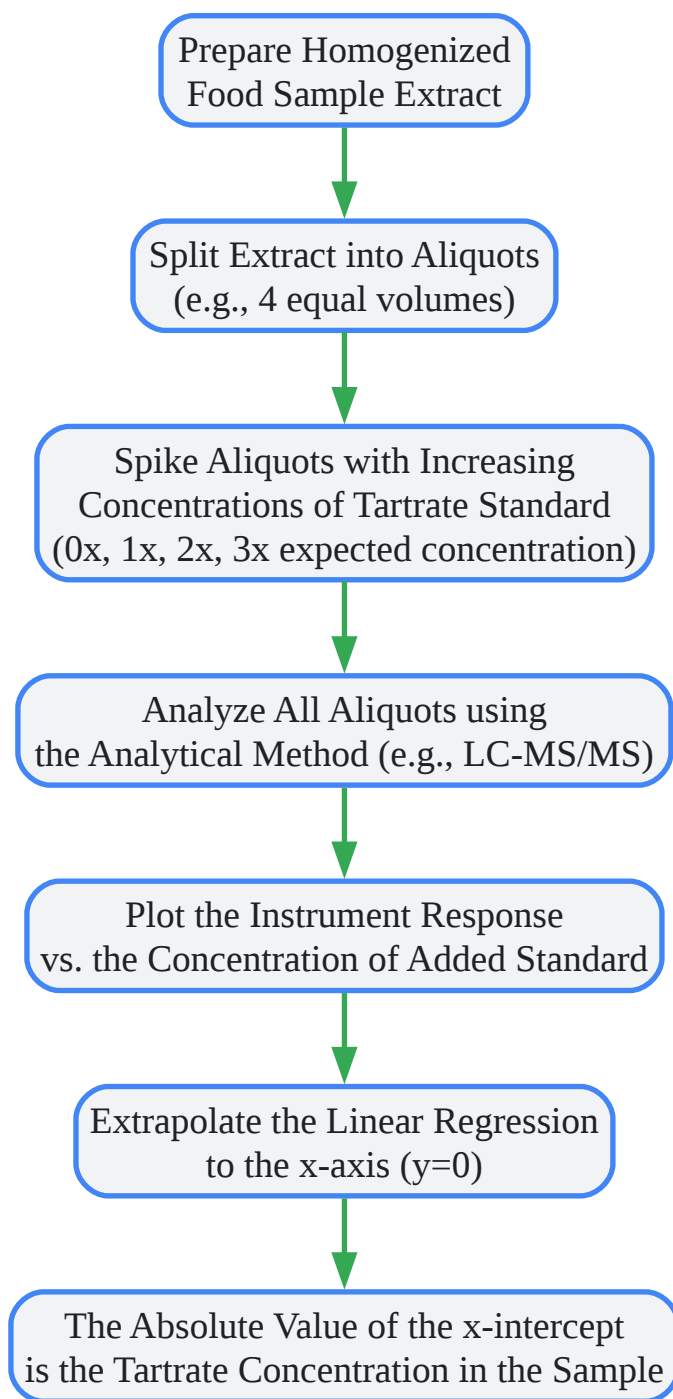 Prepare Homogenized
Food Sample Extract
Split Extract into Aliquots
(e.g., 4 equal volumes)
Spike Aliquots with Increasing
Concentrations of Tartrate Standard
(0x, 1x, 2x, 3x expected concentration)
Analyze All Aliquots using
the Analytical Method (e.g., LC-MS/MS)
Plot the Instrument Response
vs. the Concentration of Added Standard
Extrapolate the Linear Regression
to the x-axis (y=0)
The Absolute Value of the x-intercept
is the Tartrate Concentration in the Sample